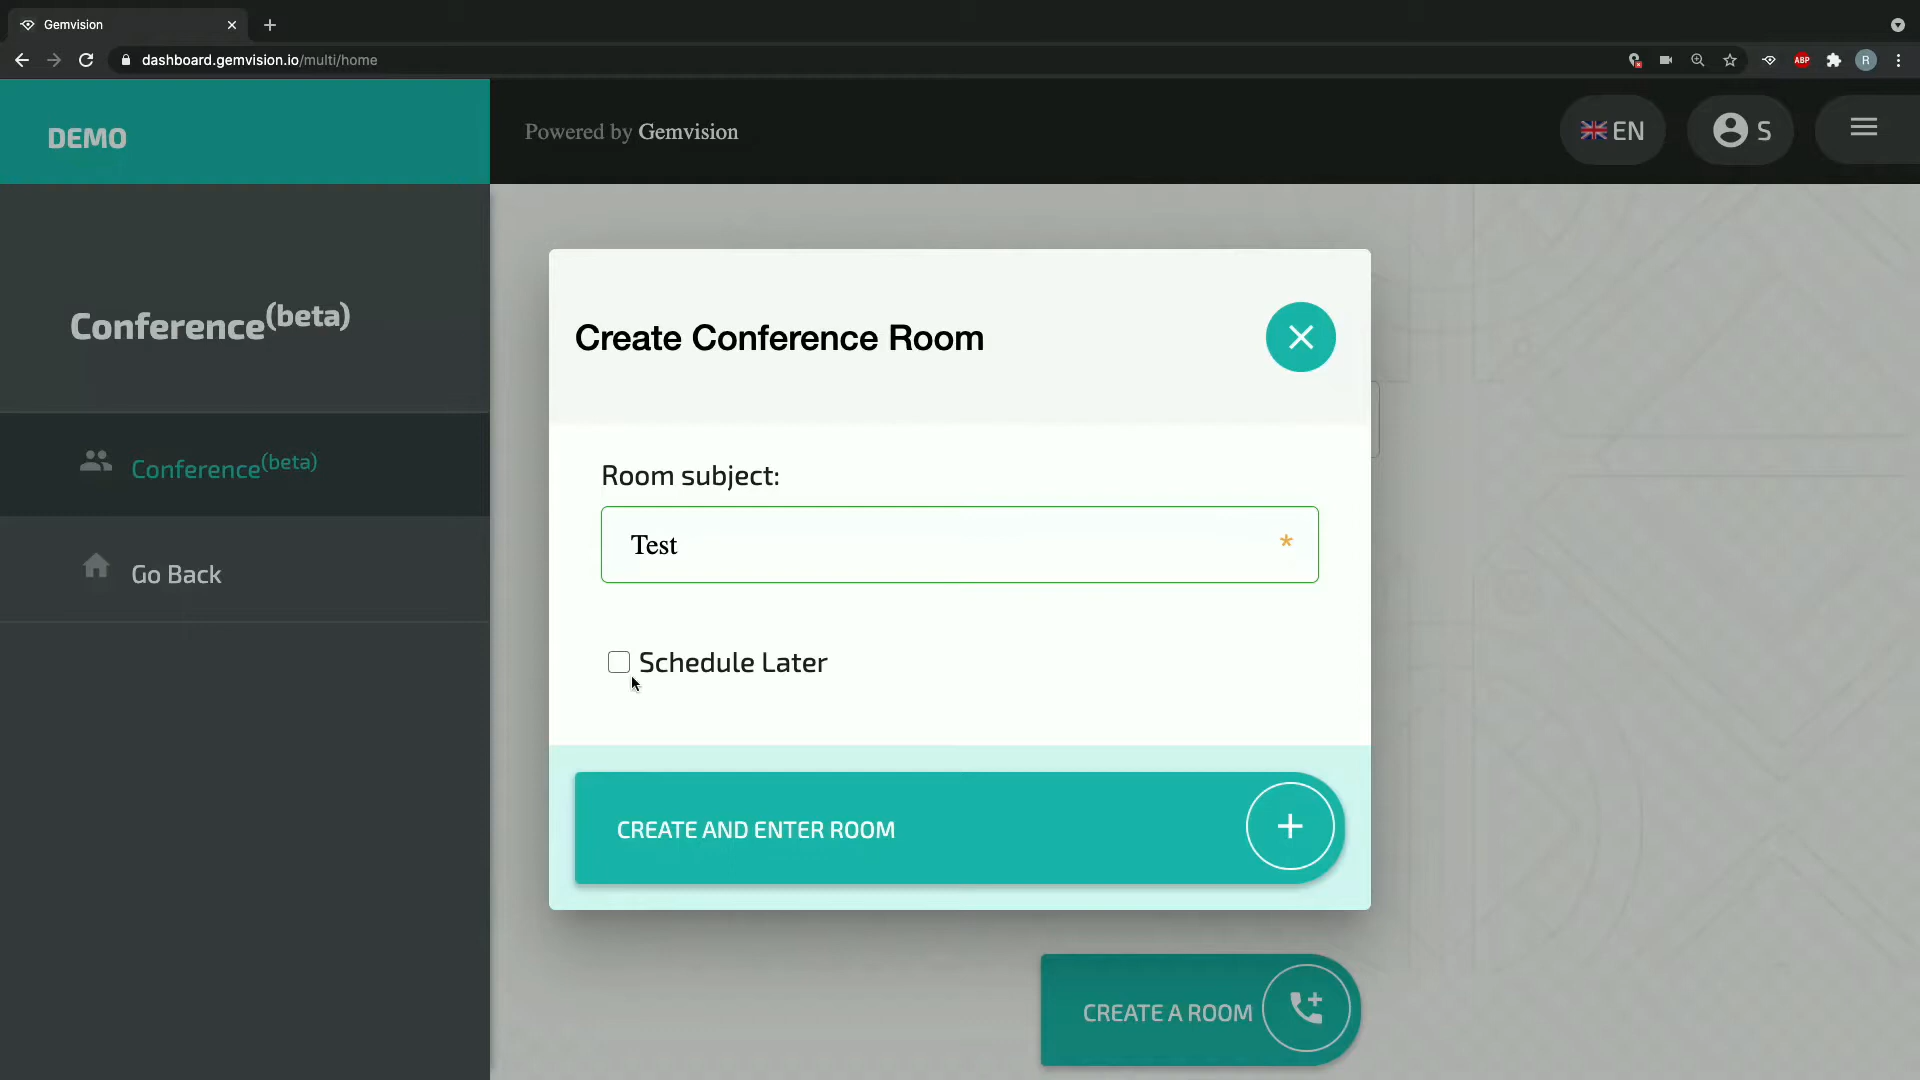 Gemvision
dashboard.gemvision.io/multi/home
ABP
R
DEMO
Powered by Gemvision
EN
S
Conference(beta)
Conference(beta)
Go Back
Create Conference Room
Room subject:
Test
*
Schedule Later
CREATE AND ENTER ROOM
CREATE A ROOM